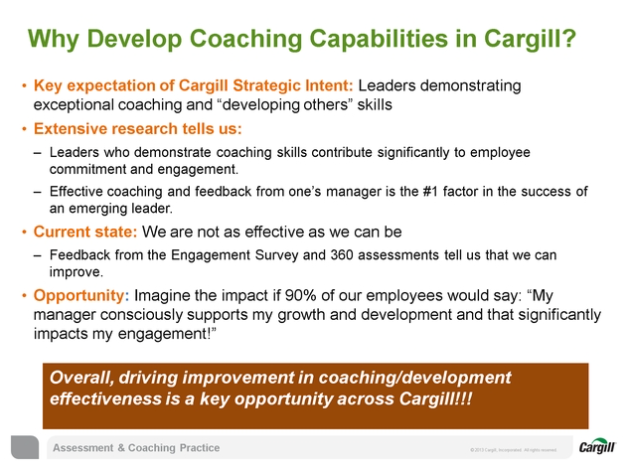 Why Develop Coaching Capabilities in Cargill?
• Key expectation of Cargill Strategic Intent: Leaders demonstrating
exceptional coaching and “developing others” skills
• Extensive research tells us:
– Leaders who demonstrate coaching skills contribute significantly to employee
commitment and engagement.
– Effective coaching and feedback from one’s manager is the #1 factor in the success of
an emerging leader.
• Current state: We are not as effective as we can be
– Feedback from the Engagement Survey and 360 assessments tell us that we can
improve.
• Opportunity: Imagine the impact if 90% of our employees would say: “My
manager consciously supports my growth and development and that significantly
impacts my engagement!”
Overall, driving improvement in coaching/development
effectiveness is a key opportunity across Cargill!!!
Assessment & Coaching Practice
Cargill, Incorporated. All rights reserved.
Cargill